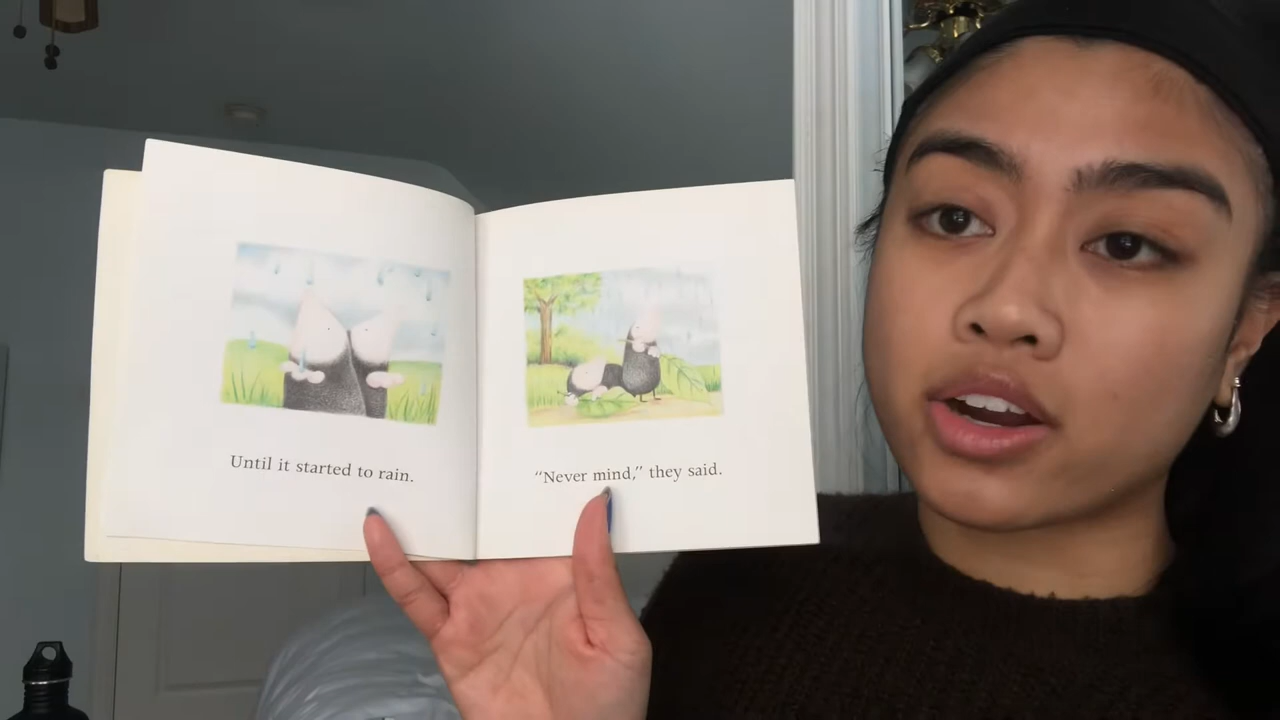 Until it started to rain.
“Never mind,” they said.